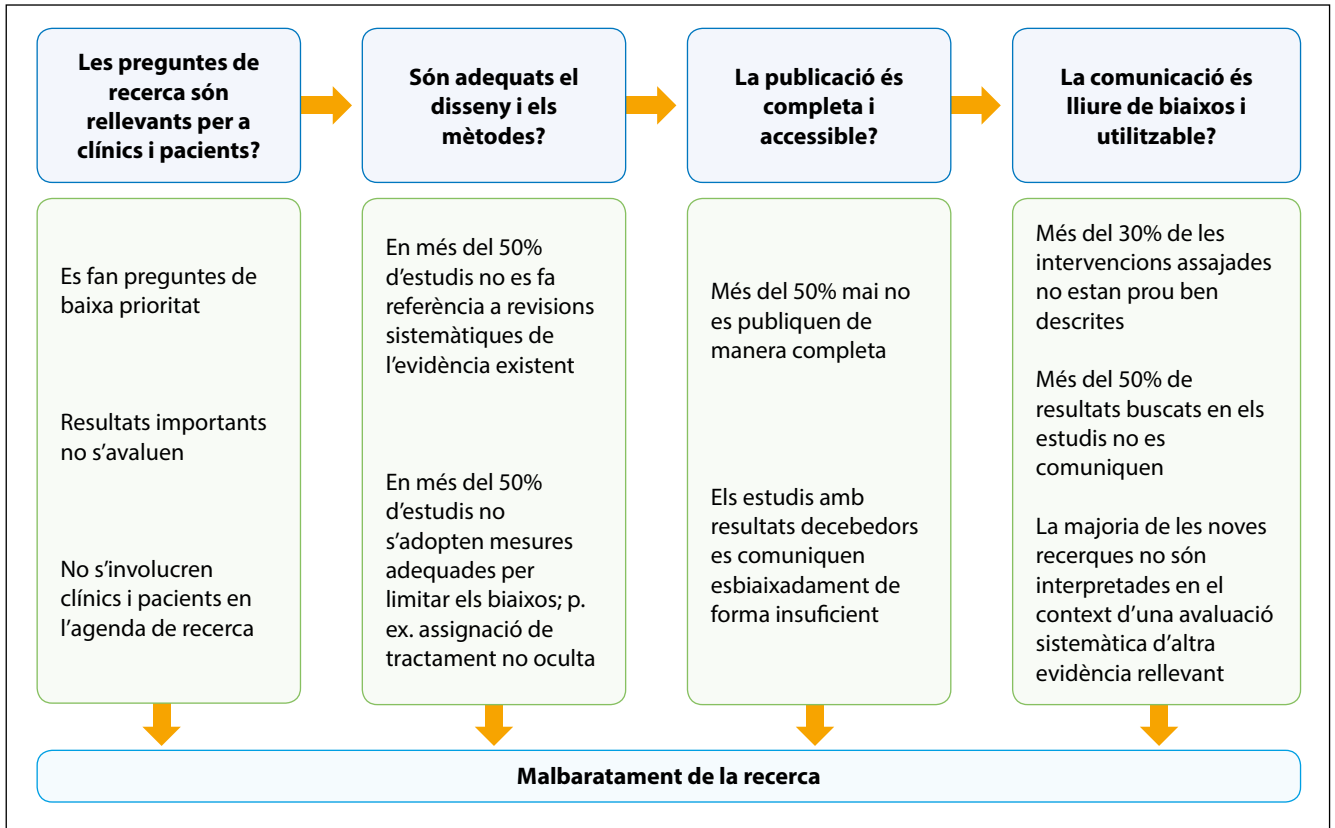 Les preguntes de
recerca són
rellevants per a
clínics i pacients?
Són adequats el
disseny i els
mètodes?
La publicació és
completa i
accessible?
La comunicació és
lliure de biaixos i
utilitzable?
Es fan preguntes de
baixa prioritat
Resultats importants
no s’avaluen
No s’involucren
clínics i pacients en
l’agenda de recerca
En més del 50%
d’estudis no es fa
referència a revisions
sistemàtiques de
l’evidència existent
En més del 50%
d’estudis no
s’adopten mesures
adequades per
limitar els biaixos; p.
ex. assignació de
tractament no oculta
Més del 50% mai no
es publiquen de
manera completa
Els estudis amb
resultats decebedors
es comuniquen
esbiaixadament de
forma insuficient
Més del 30% de les
intervencions assajades
no estan prou ben
descrites
Més del 50% de
resultats buscats en els
estudis no es
comuniquen
La majoria de les noves
recerques no són
interpretades en el
context d’una avaluació
sistemàtica d’altra
evidència rellevant
Malbaratament de la recerca